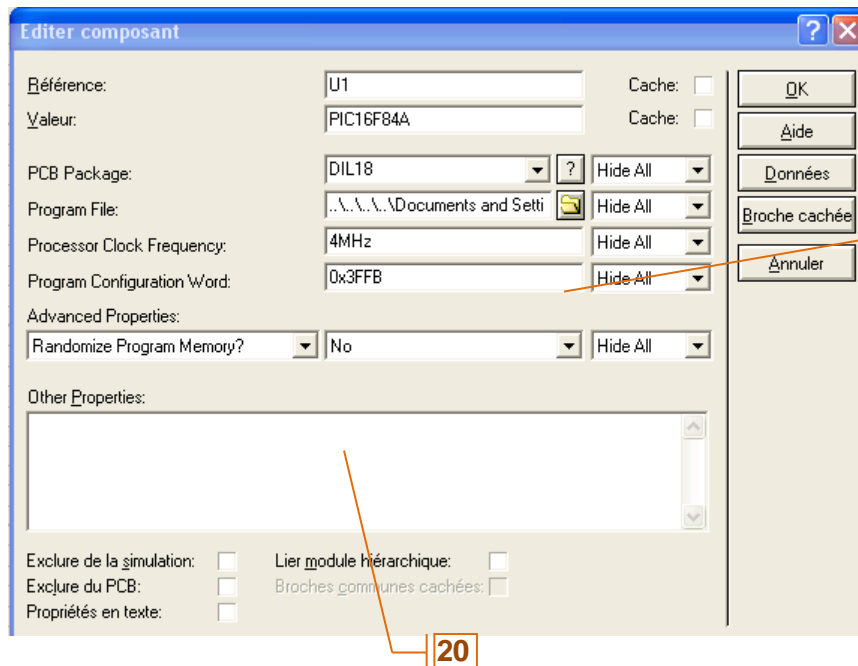 Editer composant
Référence: U1 Cache: OK
Valeur: PIC16F84A Cache: Aide
PCB Package: DIL18 ? Hide All Données
Program File: ..\..\..\..\Documents and Setti Hide All Broche cachée
Processor Clock Frequency: 4MHz Hide All
Program Configuration Word: 0x3FFB Hide All Annuler
Advanced Properties:
Randomize Program Memory? No Hide All
Other Properties:
Exclure de la simulation: Lier module hiérarchique:
Exclure du PCB: Broches communes cachées:
Propriétés en texte:
20